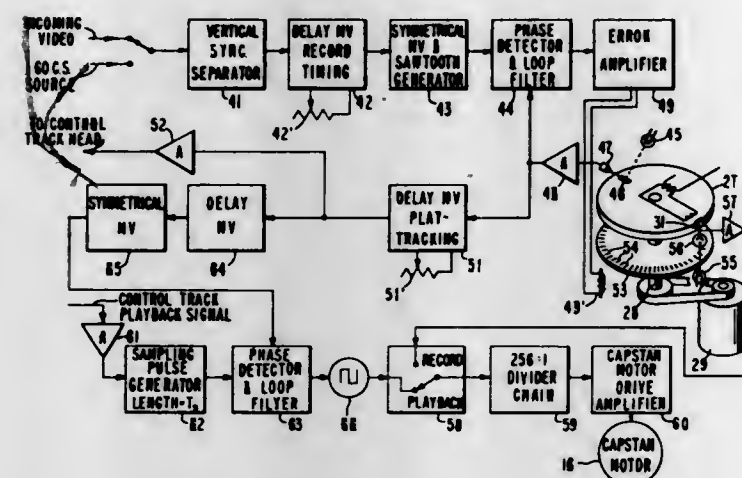 INCOMING
VIDEO
60 C.S.
SOURCE
TO CONTROL
TRACK HEAD
VERTICAL
SYNC.
SEPARATOR
41
DELAY MV
RECORD
TIMING
42
42'
SYMMETRICAL
MV &
SAWTOOTH
GENERATOR
43
PHASE
DETECTOR
& LOOP
FILTER
44
ERROR
AMPLIFIER
49
52
A
A
48
47
45
46
27
31
A
57
56
54
53
55
49'
28
29
SYMMETRICAL
MV
65
DELAY
MV
64
DELAY MV
PLAY-
TRACKING
51
51'
CONTROL TRACK
PLAYBACK SIGNAL
A
61
SAMPLING
PULSE
GENERATOR
62
PHASE
DETECTOR
& LOOP
FILYER
63
66
RECORD
PLAYBACK
58
256:1
DIVIDER
CHAIN
59
CAPSTAN
MOTOR
DRIVE
AMPLIFIER
60
16
CAPSTAN
MOTOR